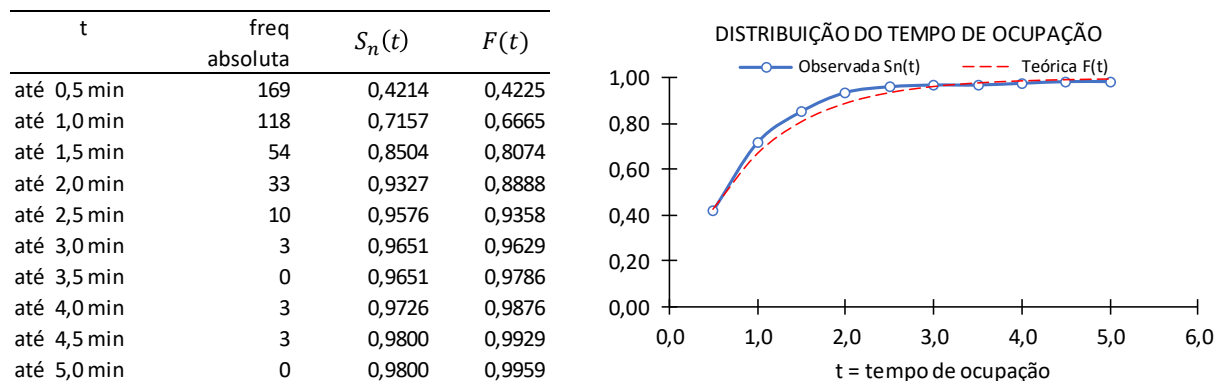 t freq absoluta Sₙ(t) F(t)
até 0,5 min 169 0,4214 0,4225
até 1,0 min 118 0,7157 0,6665
até 1,5 min 54 0,8504 0,8074
até 2,0 min 33 0,9327 0,8888
até 2,5 min 10 0,9576 0,9358
até 3,0 min 3 0,9651 0,9629
até 3,5 min 0 0,9651 0,9786
até 4,0 min 3 0,9726 0,9876
até 4,5 min 3 0,9800 0,9929
até 5,0 min 0 0,9800 0,9959
DISTRIBUIÇÃO DO TEMPO DE OCUPAÇÃO
Observada Sn(t) Teórica F(t)
1,00
0,80
0,60
0,40
0,20
0,00
0,0 1,0 2,0 3,0 4,0 5,0 6,0
t = tempo de ocupação